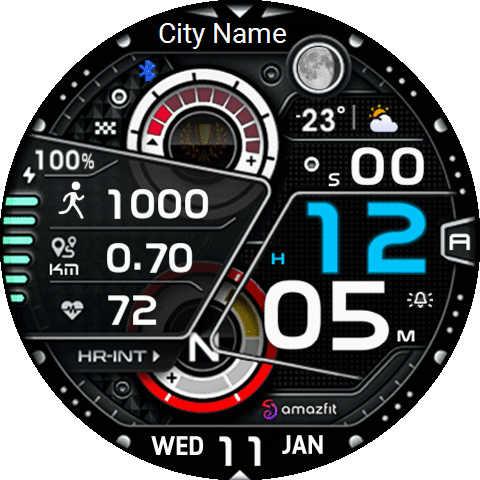 City Name
-23°
100%
S 00
1000
H 12
A
KM 0.70
72
05 M
N
HR-INT
amazfit
WED 11 JAN